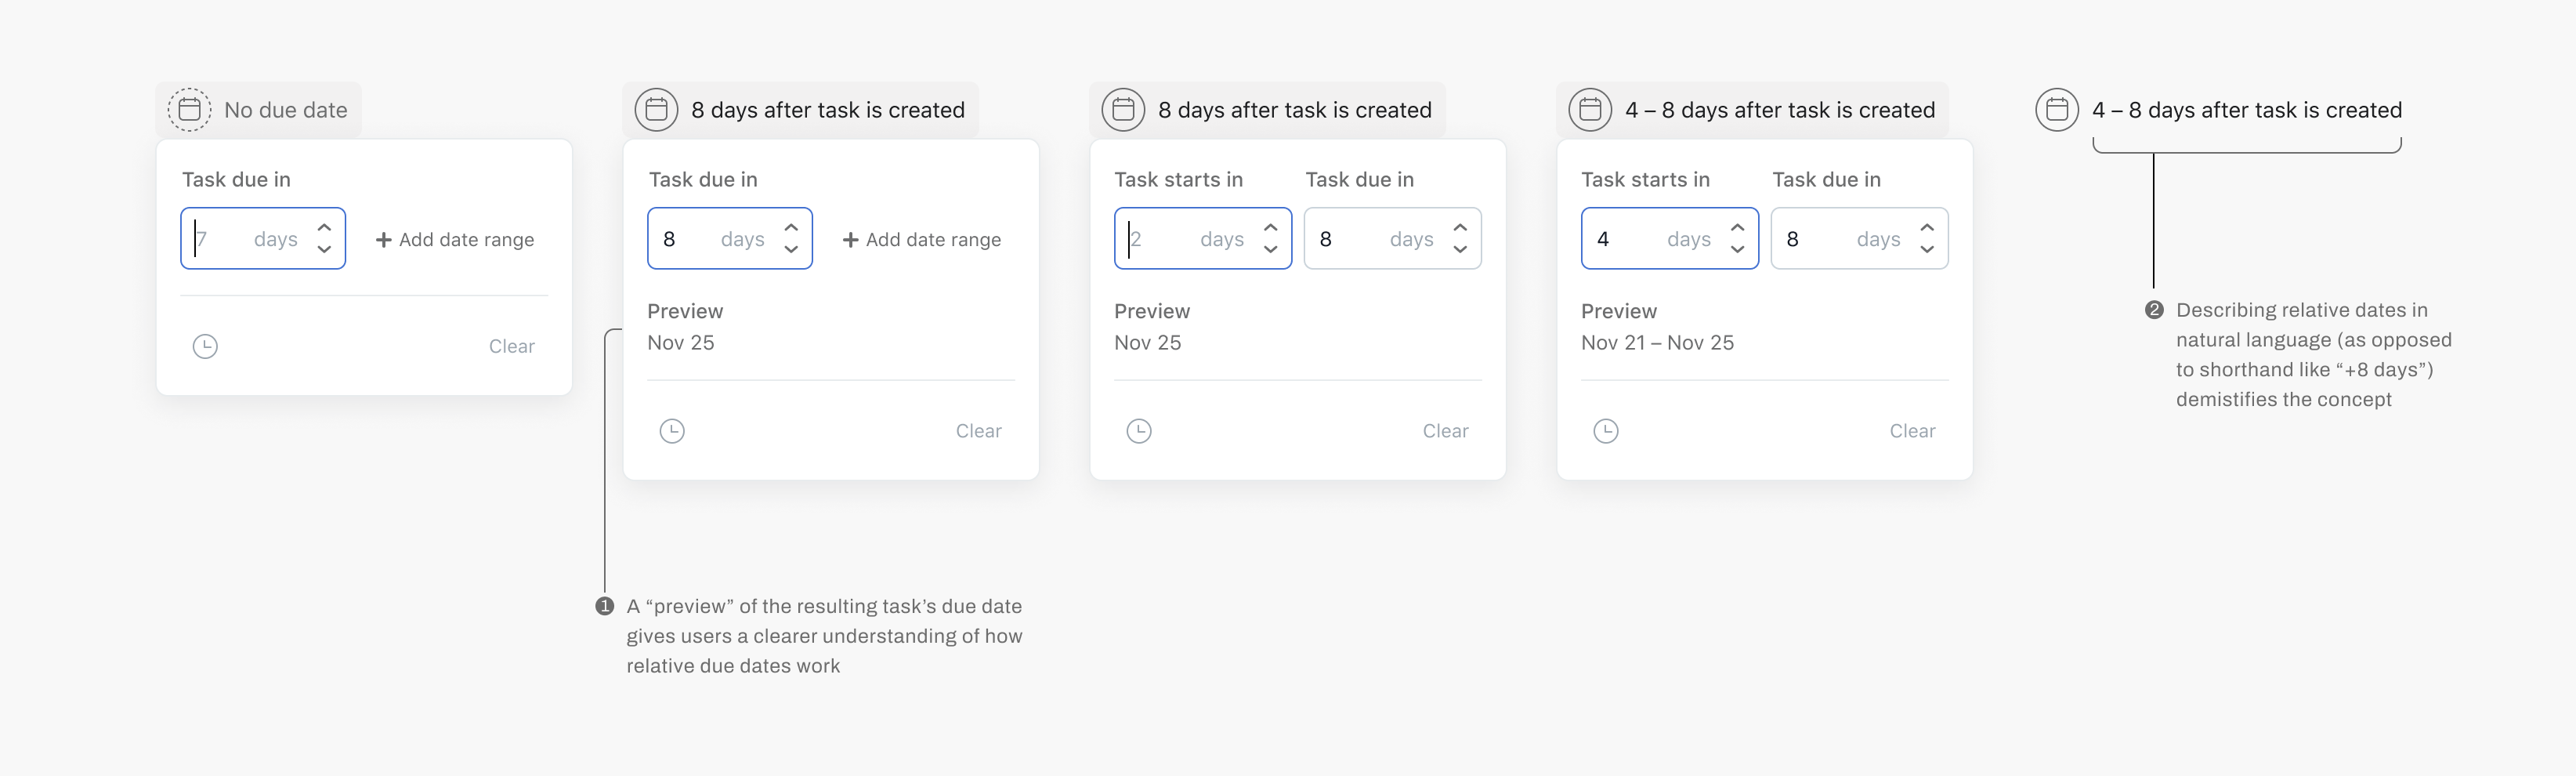 No due date
Task due in
7 days
+ Add date range
Clear
8 days after task is created
Task due in
8 days
+ Add date range
Preview
Nov 25
Clear
8 days after task is created
Task starts in
Task due in
2 days
8 days
Preview
Nov 25
Clear
4 – 8 days after task is created
Task starts in
Task due in
4 days
8 days
Preview
Nov 21 – Nov 25
Clear
4 – 8 days after task is created
1 A “preview” of the resulting task’s due date
gives users a clearer understanding of how
relative due dates work
2 Describing relative dates in
natural language (as opposed
to shorthand like “+8 days”)
demistifies the concept